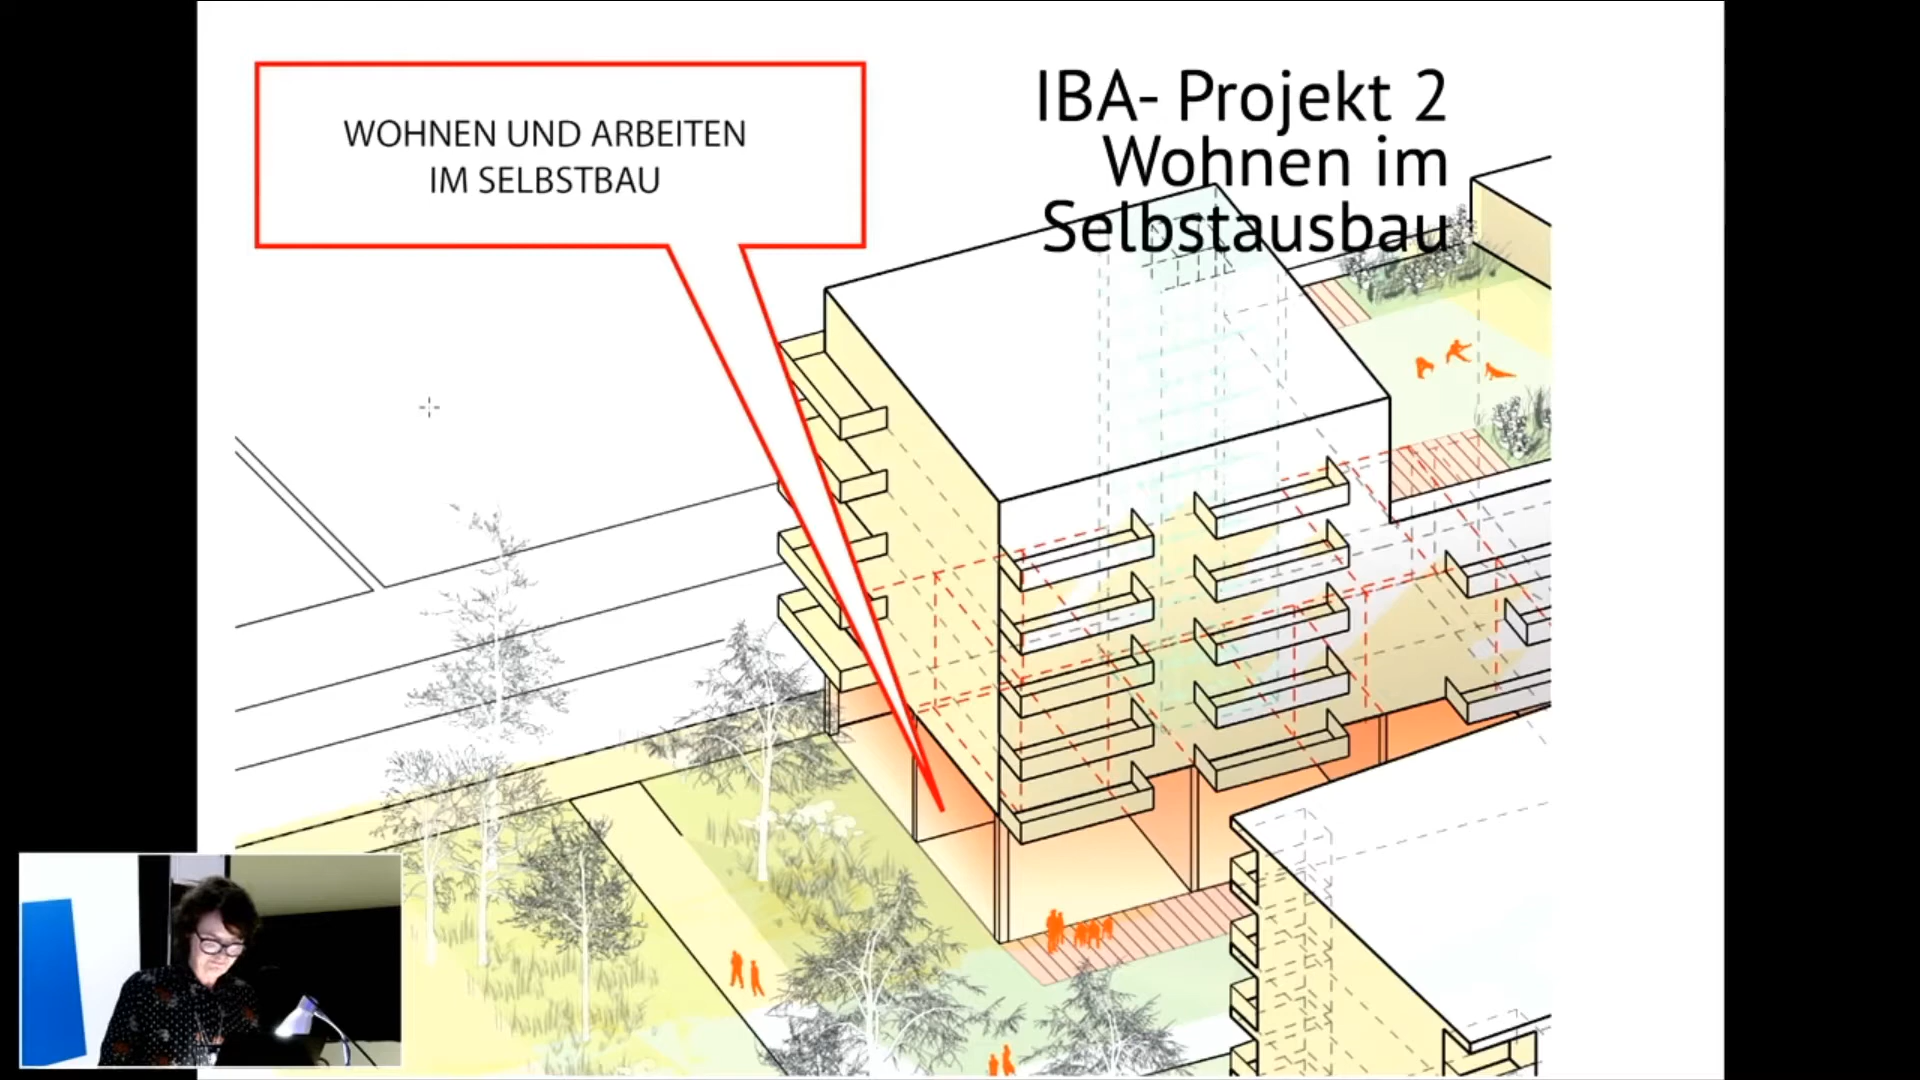 WOHNEN UND ARBEITEN
IM SELBSTBAU
IBA- Projekt 2
Wohnen im
Selbstausbau